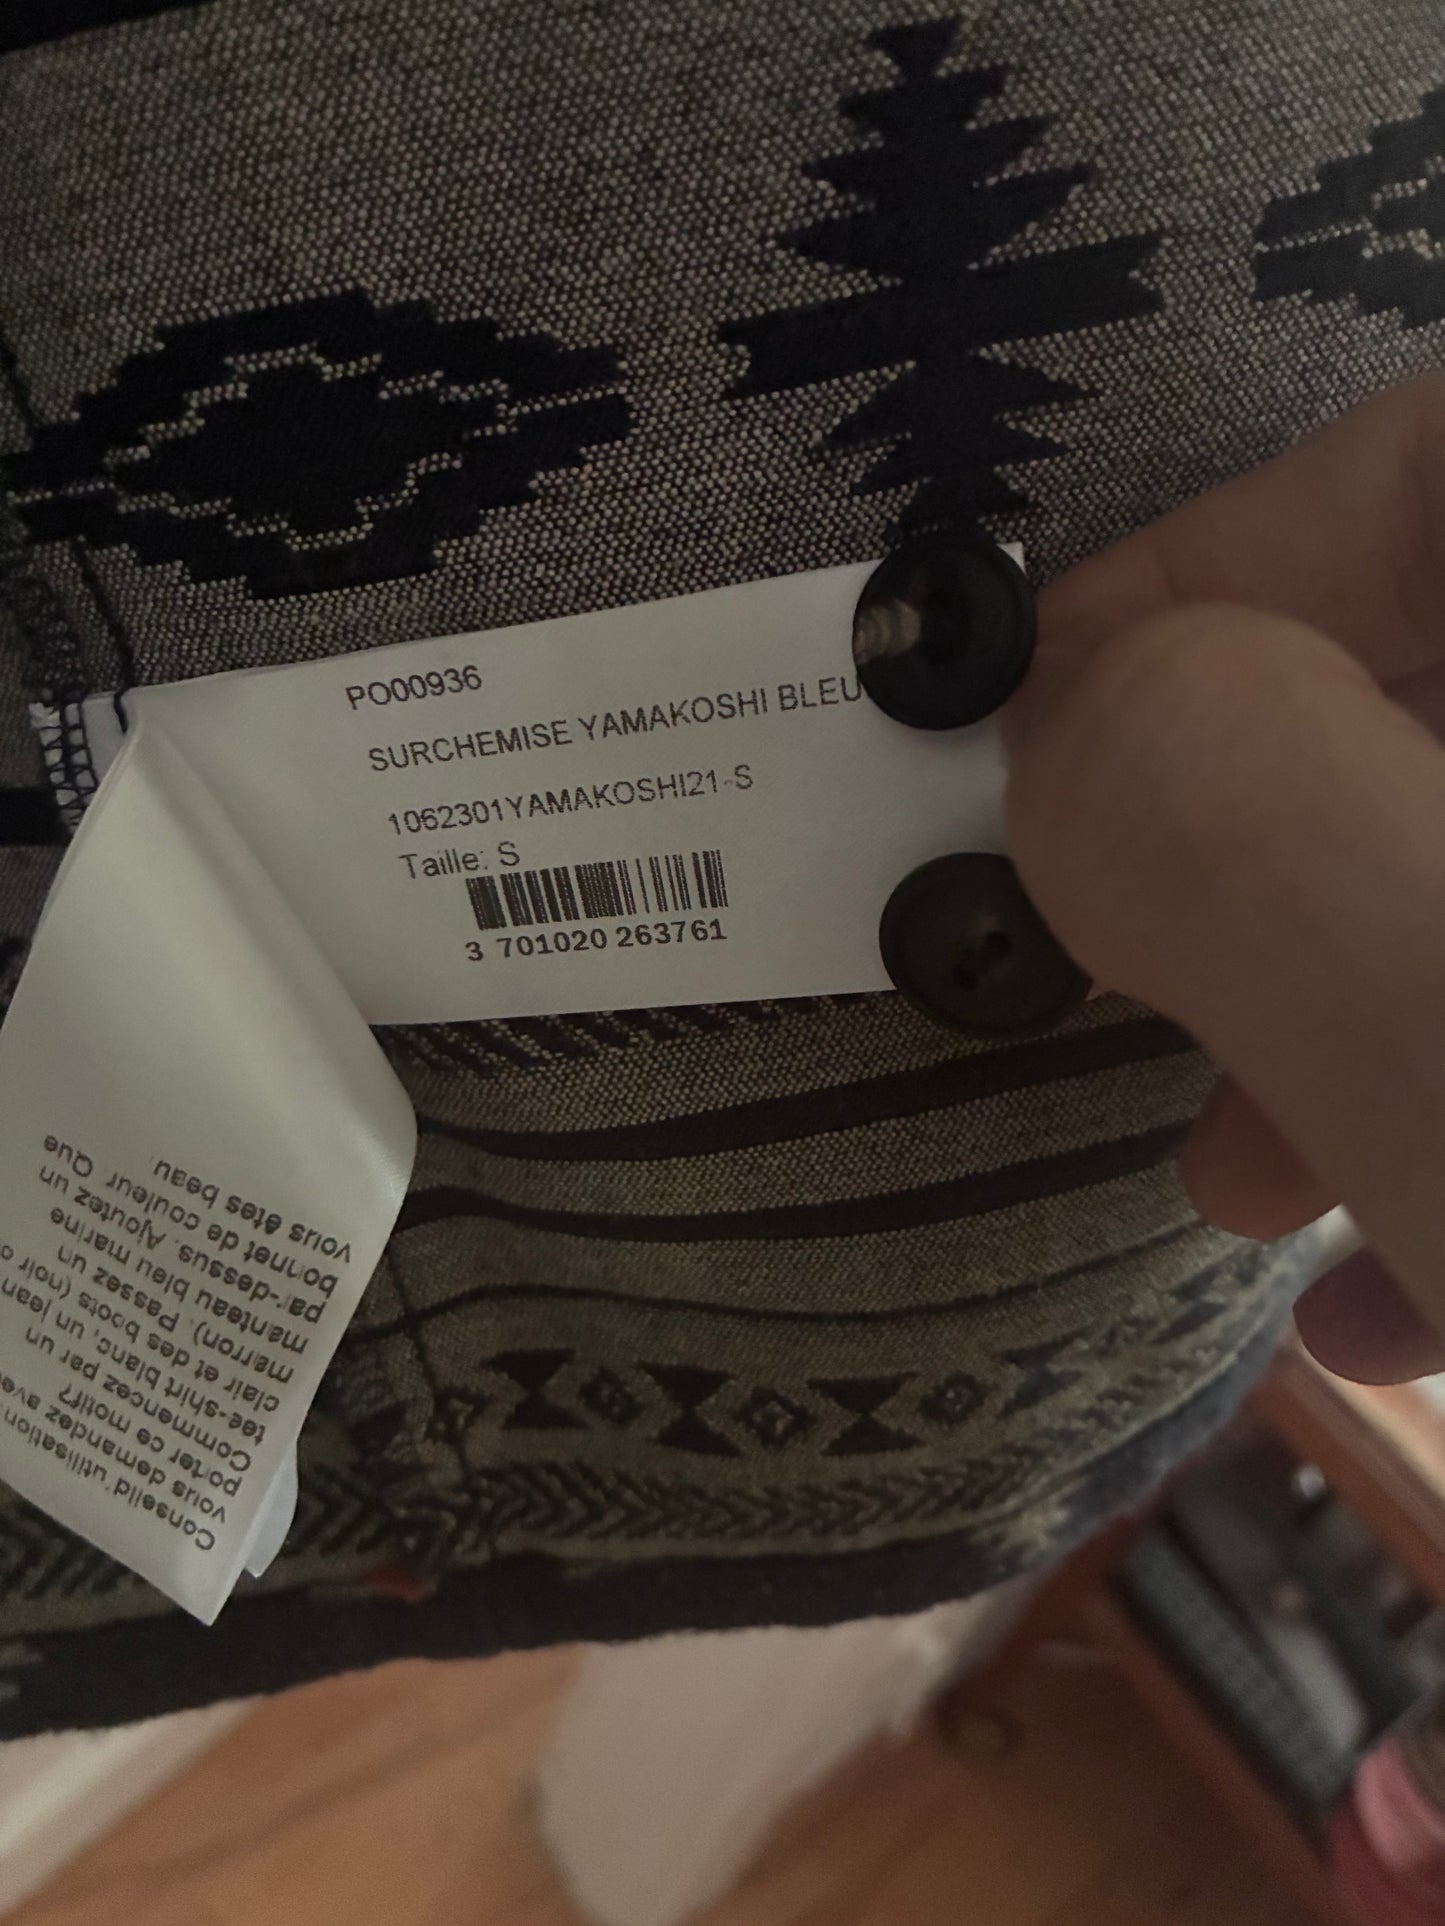 PO00936
SURCHEMISE YAMAKOSHI BLEU
1062301YAMAKOSHI21-S
Taille: S
3 701020 263761
Conseild'utilisation
vous demandez
porter ce motif?
Commencez par un
tee-shirt blanc, un jean
clair et des boots (noir
marron). Passez un
manteau bleu marine
par-dessus. Ajoutez un
bonnet de couleur Que
vous êtes beau.